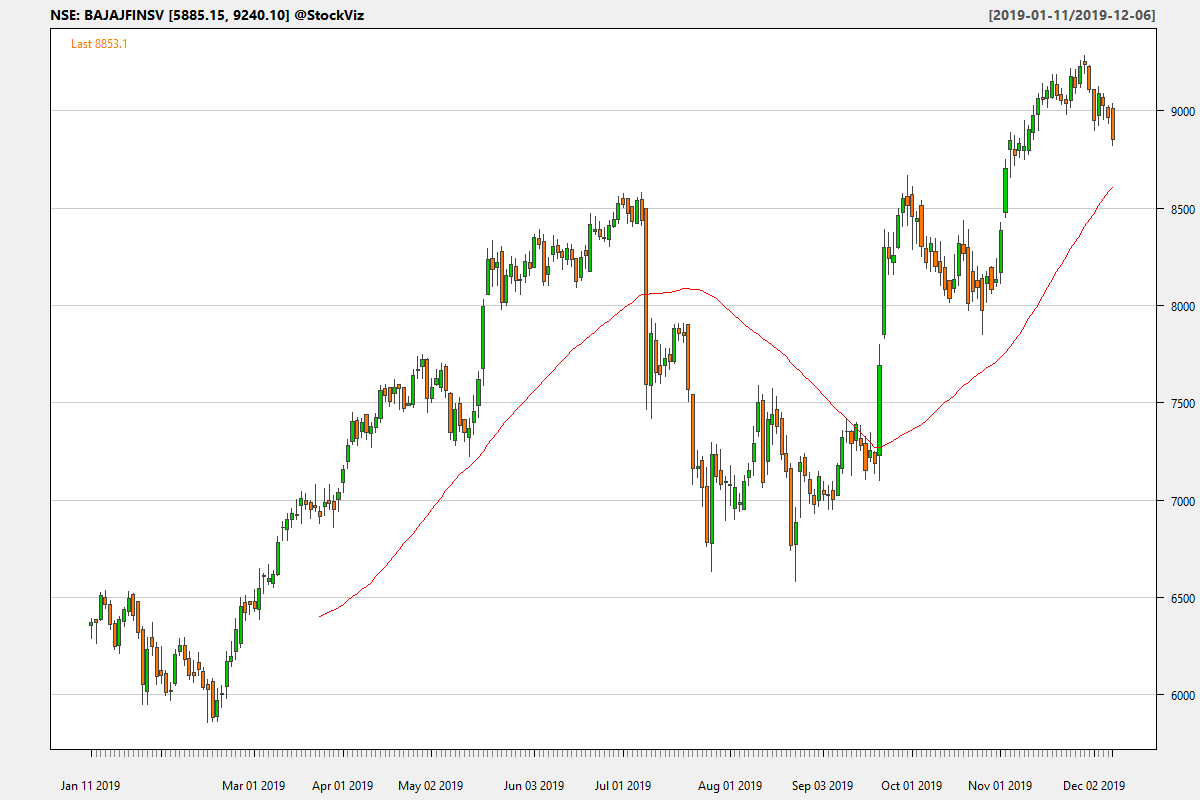 NSE: BAJAJFINSV [5885.15, 9240.10] @StockViz
[2019-01-11/2019-12-06]
Last 8853.1
9000
8500
8000
7500
7000
6500
6000
Jan 11 2019 Mar 01 2019 Apr 01 2019 May 02 2019 Jun 03 2019 Jul 01 2019 Aug 01 2019 Sep 03 2019 Oct 01 2019 Nov 01 2019 Dec 02 2019